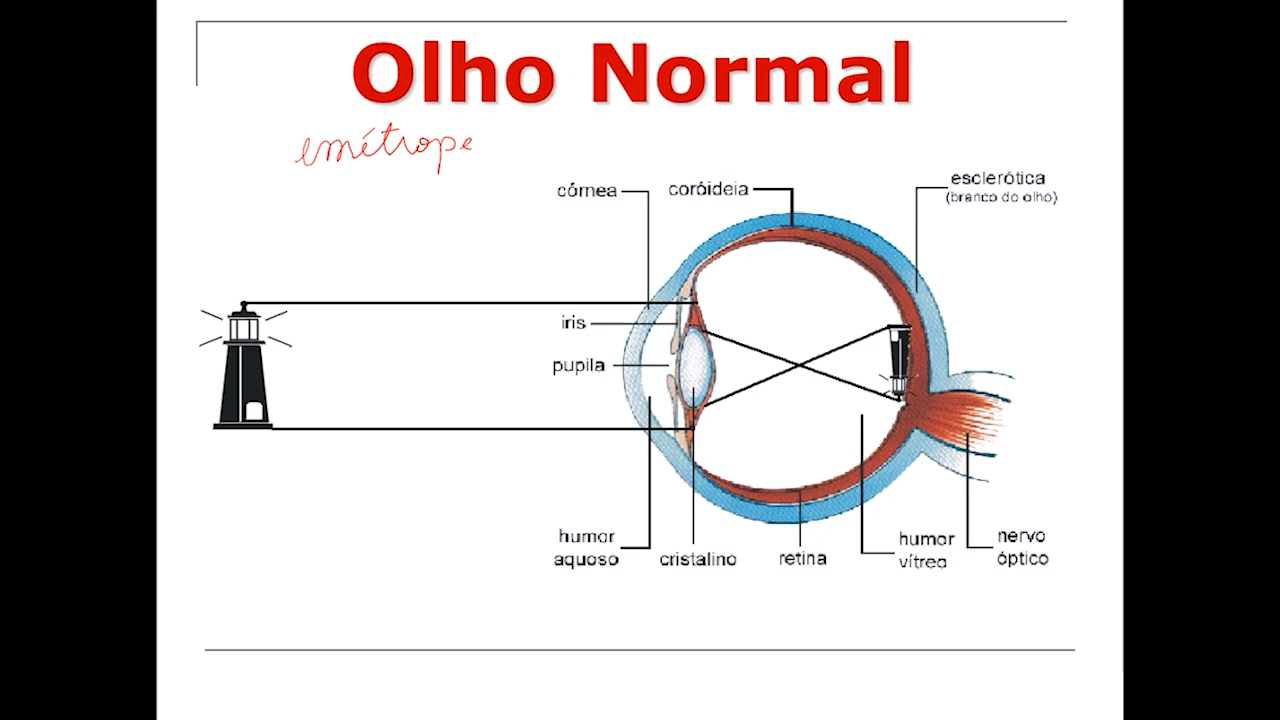 Olho Normal
emétrope
córnea
coróideia
esclerótica
(branco do olho)
iris
pupila
humor
aquoso
cristalino
retina
humor
vítreo
nervo
óptico